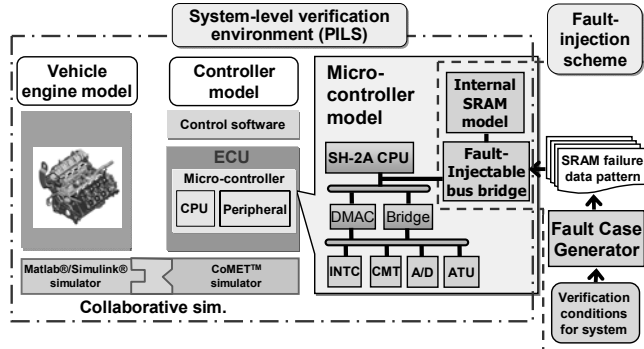 System-level verification
environment (PILS)
Fault-
injection
scheme
Vehicle
engine model
Controller
model
Micro-
controller
model
Internal
SRAM
model
Control software
ECU
Micro-controller
CPU
Peripheral
SH-2A CPU
Fault-
Injectable
bus bridge
SRAM failure
data pattern
DMAC
Bridge
INTC
CMT
A/D
ATU
Fault Case
Generator
Matlab®/Simulink®
simulator
CoMET™
simulator
Collaborative sim.
Verification
conditions
for system